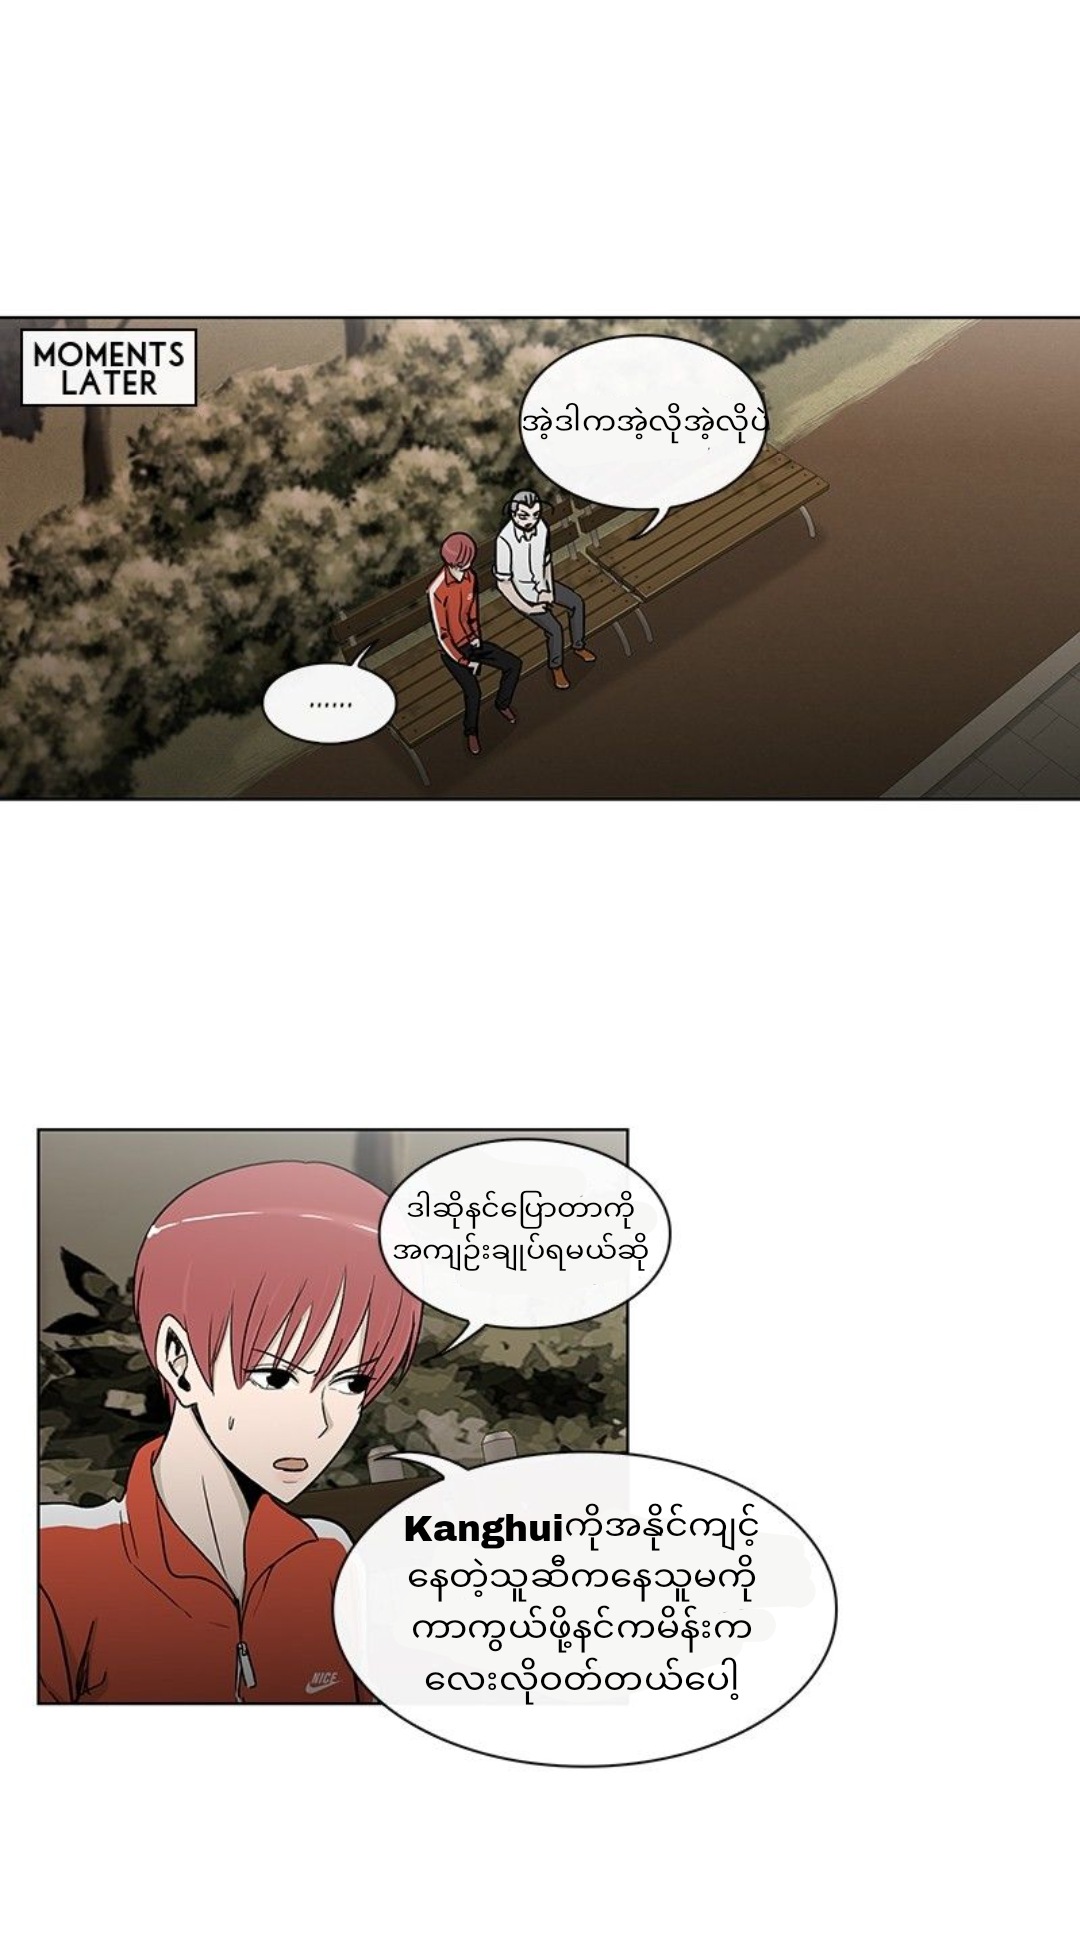 MOMENTS
LATER
အဲ့ဒါကအဲ့လိုအဲ့လိုပဲ
......
ဒါဆိုနင်ပြောတာကို
အကျဉ်းချုပ်ရမယ်ဆို
Kanghuiကိုအနိုင်ကျင့်
နေတဲ့သူဆီကနေသူမကို
ကာကွယ်ဖို့နင်ကမိန်းက
လေးလိုဝတ်တယ်ပေါ့
NICE